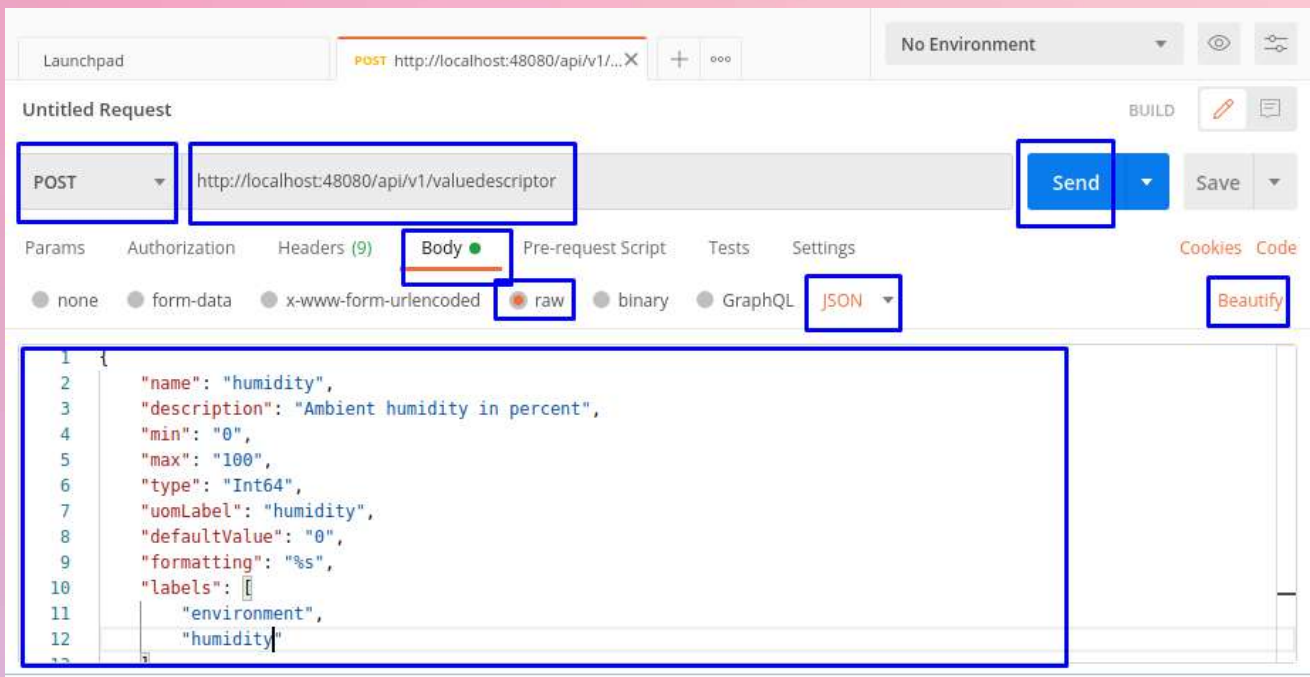 Launchpad
POST http://localhost:48080/api/v1/...
No Environment
Untitled Request
BUILD
POST
http://localhost:48080/api/v1/valuedescriptor
Send
Save
Params Authorization Headers (9) Body Pre-request Script Tests Settings Cookies Code
none form-data x-www-form-urlencoded raw binary GraphQL JSON Beautify
1 {
2 "name": "humidity",
3 "description": "Ambient humidity in percent",
4 "min": "0",
5 "max": "100",
6 "type": "Int64",
7 "uomLabel": "humidity",
8 "defaultValue": "0",
9 "formatting": "%s",
10 "labels": [
11 "environment",
12 "humidity"
13 ]